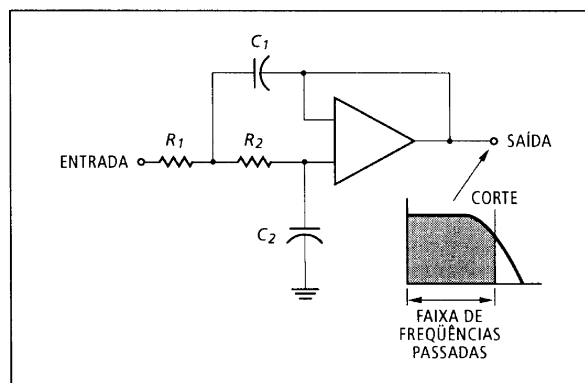 C1
R1
R2
ENTRADA
SAÍDA
CORTE
C2
FAIXA DE
FREQÜÊNCIAS
PASSADAS